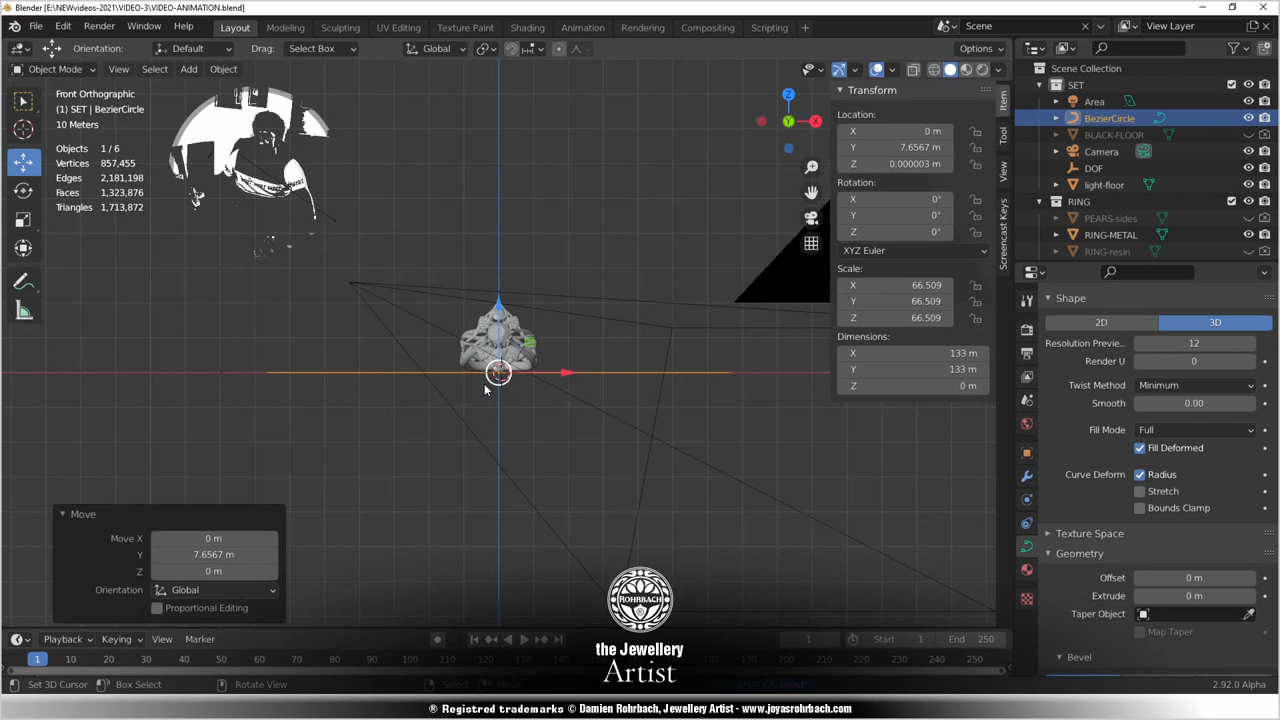 Blender [E:\NEWvideos-2021\VIDEO-3\VIDEO-ANIMATION.blend]
File Edit Render Window Help Layout Modeling Sculpting UV Editing Texture Paint Shading Animation Rendering Compositing Scripting Scene View Layer
Orientation: Default Drag: Select Box Global Options
Object Mode View Select Add Object
Front Orthographic
(1) SET | BezierCircle
10 Meters
Objects 1 / 6
Vertices 857,455
Edges 2,181,198
Faces 1,323,876
Triangles 1,713,872
Z
Y
X
Transform
Location:
X 0 m
Y 7.6567 m
Z 0.000003 m
Rotation:
X 0°
Y 0°
Z 0°
XYZ Euler
Scale:
X 66.509
Y 66.509
Z 66.509
Dimensions:
X 133 m
Y 133 m
Z 0 m
Item
Tool
View
Screencast Keys
Scene Collection
SET
Area
BezierCircle
BLACK-FLOOR
Camera
DOF
light-floor
RING
PEARS-sides
RING-METAL
RING-resin
Shape
2D 3D
Resolution Previe.. 12
Render U 0
Twist Method Minimum
Smooth 0.00
Fill Mode Full
Fill Deformed
Curve Deform Radius
Stretch
Bounds Clamp
Texture Space
Geometry
Offset 0 m
Extrude 0 m
Taper Object
Map Taper
Bevel
Move
Move X 0 m
Y 7.6567 m
Z 0 m
Orientation Global
Proportional Editing
ROHRBACH
the Jewellery
Artist
Playback Keying View Marker 1 Start 1 End 250
1 10 20 30 40 50 60 70 80 90 100 110 120 130 140 150 160 170 180 190 200 210 220 230 240 250
Set 3D Cursor Box Select Rotate View Select Move 2.92.0 Alpha
® Registered trademarks © Damien Rohrbach, Jewellery Artist - www.joyasrohrbach.com